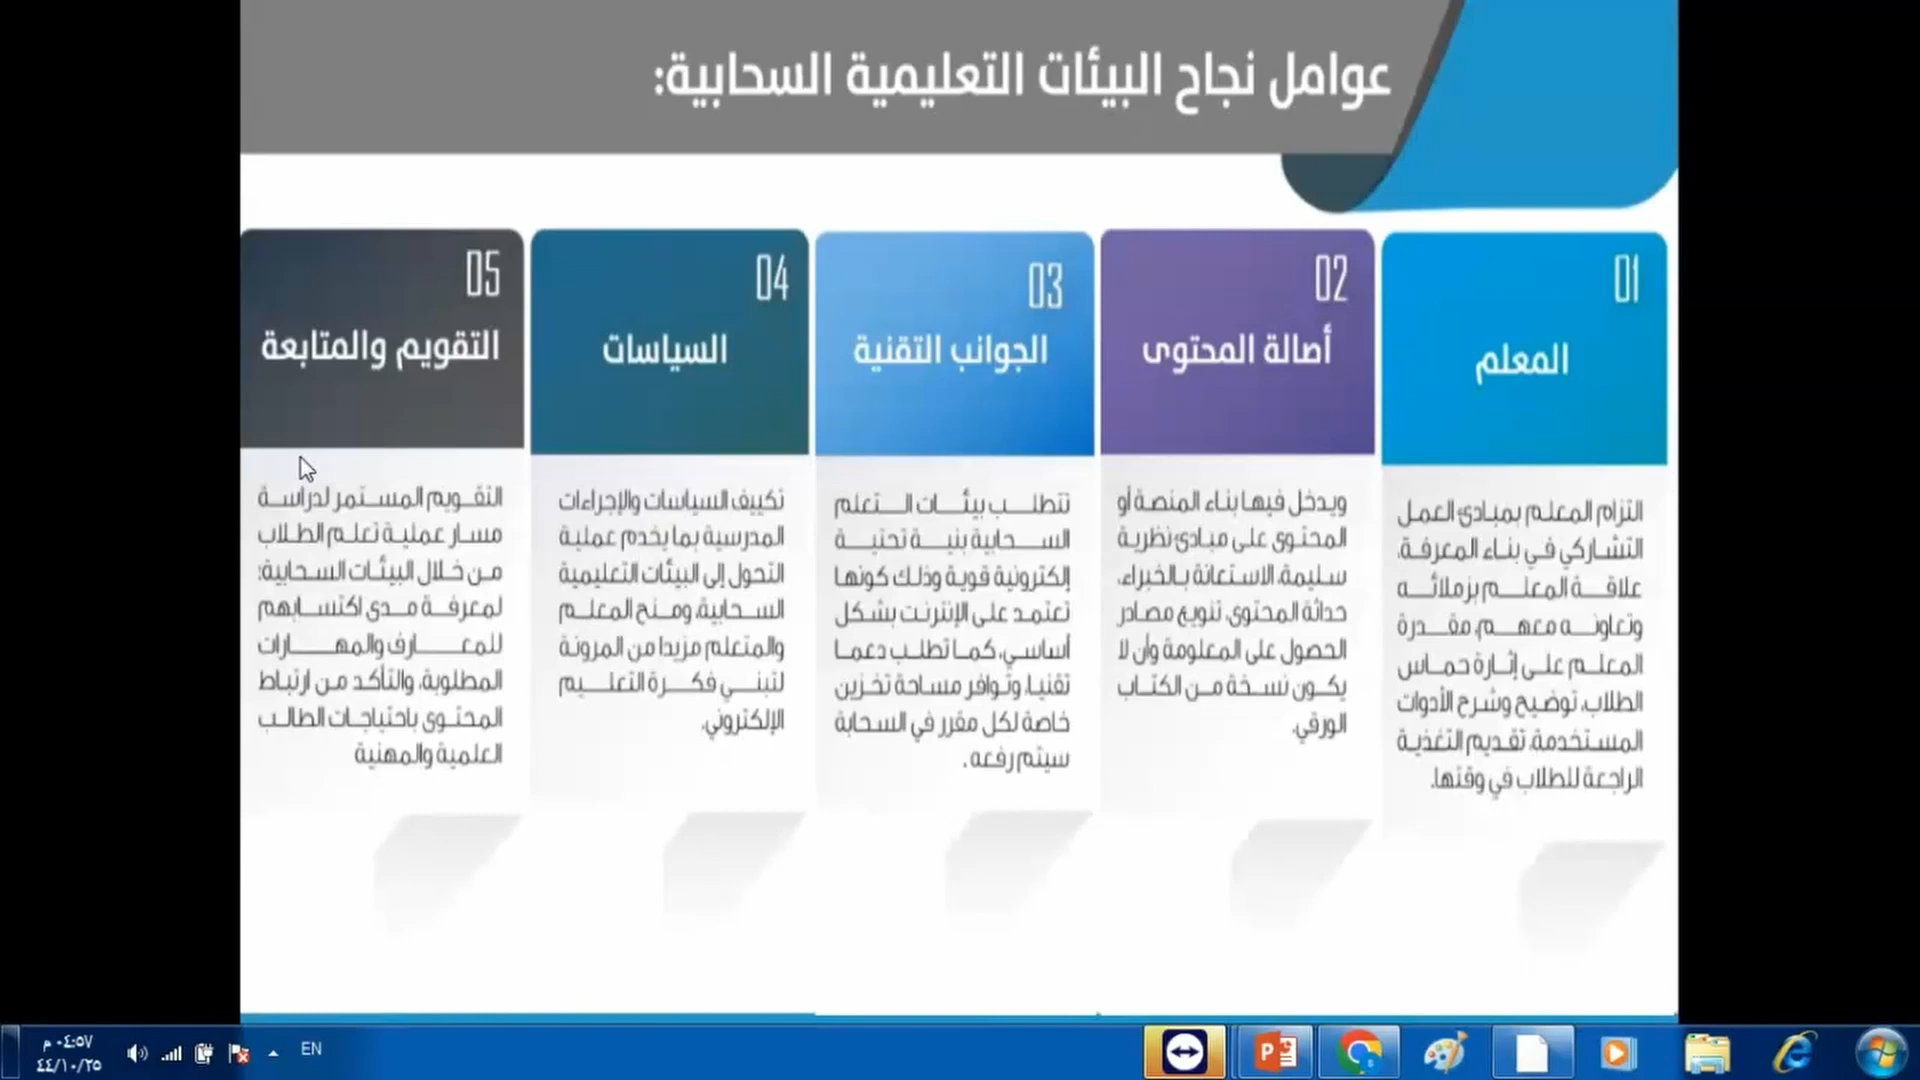 عوامل نجاح البيئات التعليمية السحابية:
01
المعلم
التزام المعلم بمبادئ العمل
التشاركي في بناء المعرفة،
علاقة المعلم بزملائه
وتعاونه معهم، مقدرة
المعلم على إثارة حماس
الطلاب، توضيح وشرح الأدوات
المستخدمة، تقديم التغذية
الراجعة للطلاب في وقتها.
02
أصالة المحتوى
ويدخل فيها بناء المنصة أو
المحتوى على مبادئ نظرية
سليمة، الاستعانة بالخبراء،
حداثة المحتوى، تنويع مصادر
الحصول على المعلومة وأن لا
يكون نسخة من الكتاب
الورقي.
03
الجوانب التقنية
تتطلب بيئات التعلم
السحابية بنية تحتية
إلكترونية قوية وذلك كونها
تعتمد على الإنترنت بشكل
أساسي، كما تطلب دعما
تقنيا، وتوافر مساحة تخزين
خاصة لكل مقرر في السحابة
سيتم رفعه .
04
السياسات
تكييف السياسات والإجراءات
المدرسية بما يخدم عملية
التحول إلى البيئات التعليمية
السحابية، ومنح المعلم
والمتعلم مزيدا من المرونة
لتبني فكرة التعليم
الإلكتروني.
05
التقويم والمتابعة
التقويم المستمر لدراسة
مسار عملية تعلم الطلاب
من خلال البيئات السحابية؛
لمعرفة مدى اكتسابهم
للمعارف والمهارات
المطلوبة، والتأكد من ارتباط
المحتوى باحتياجات الطالب
العلمية والمهنية
EN
٠٤:٥٧ م
٤٤/١٠/٢٥